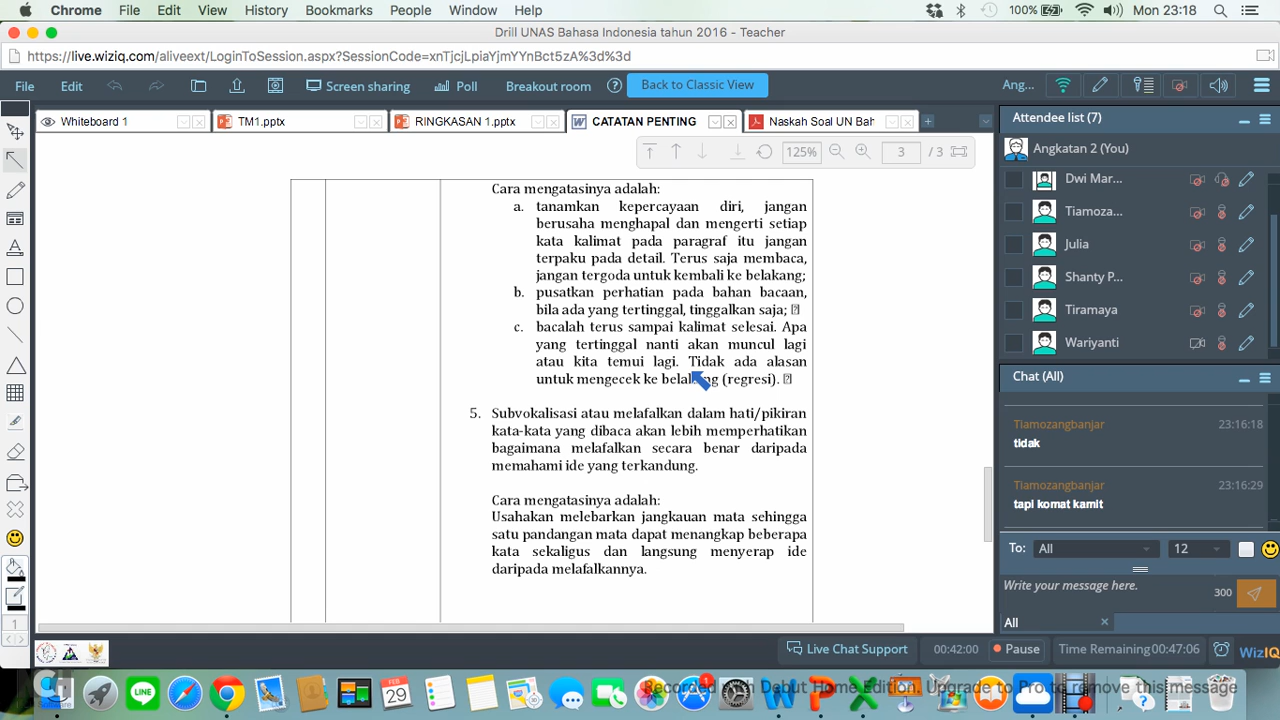 Chrome File Edit View History Bookmarks People Window Help 100% Mon 23:18
Drill UNAS Bahasa Indonesia tahun 2016 - Teacher
https://live.wiziq.com/aliveext/LoginToSession.aspx?SessionCode=xnTjcjLpiaYjmYYnBct5zA%3d%3d
File Edit Screen sharing Poll Breakout room ? Back to Classic View Ang...
Whiteboard 1 TM1.pptx RINGKASAN 1.pptx CATATAN PENTING Naskah Soal UN Bah
Attendee list (7)
125% 3 / 3
Angkatan 2 (You)
Dwi Mar...
Tiamoza...
Julia
Shanty P...
Tiramaya
Wariyanti
Cara mengatasinya adalah:
a. tanamkan kepercayaan diri, jangan
berusaha menghapal dan mengerti setiap
kata kalimat pada paragraf itu jangan
terpaku pada detail. Terus saja membaca,
jangan tergoda untuk kembali ke belakang;
b. pusatkan perhatian pada bahan bacaan,
bila ada yang tertinggal, tinggalkan saja;
c. bacalah terus sampai kalimat selesai. Apa
yang tertinggal nanti akan muncul lagi
atau kita temui lagi. Tidak ada alasan
untuk mengecek ke belakang (regresi).
5. Subvokalisasi atau melafalkan dalam hati/pikiran
kata-kata yang dibaca akan lebih memperhatikan
bagaimana melafalkan secara benar daripada
memahami ide yang terkandung.
Cara mengatasinya adalah:
Usahakan melebarkan jangkauan mata sehingga
satu pandangan mata dapat menangkap beberapa
kata sekaligus dan langsung menyerap ide
daripada melafalkannya.
Chat (All)
Tiamozangbanjar 23:16:18
tidak
Tiamozangbanjar 23:16:29
tapi komat kamit
To: All 12
Write your message here. 300
All
1
Live Chat Support 00:42:00 Pause Time Remaining 00:47:06 WizIQ
LINE FEB 29
Recorded with Debut Home Edition. Upgrade to Pro to remove this message